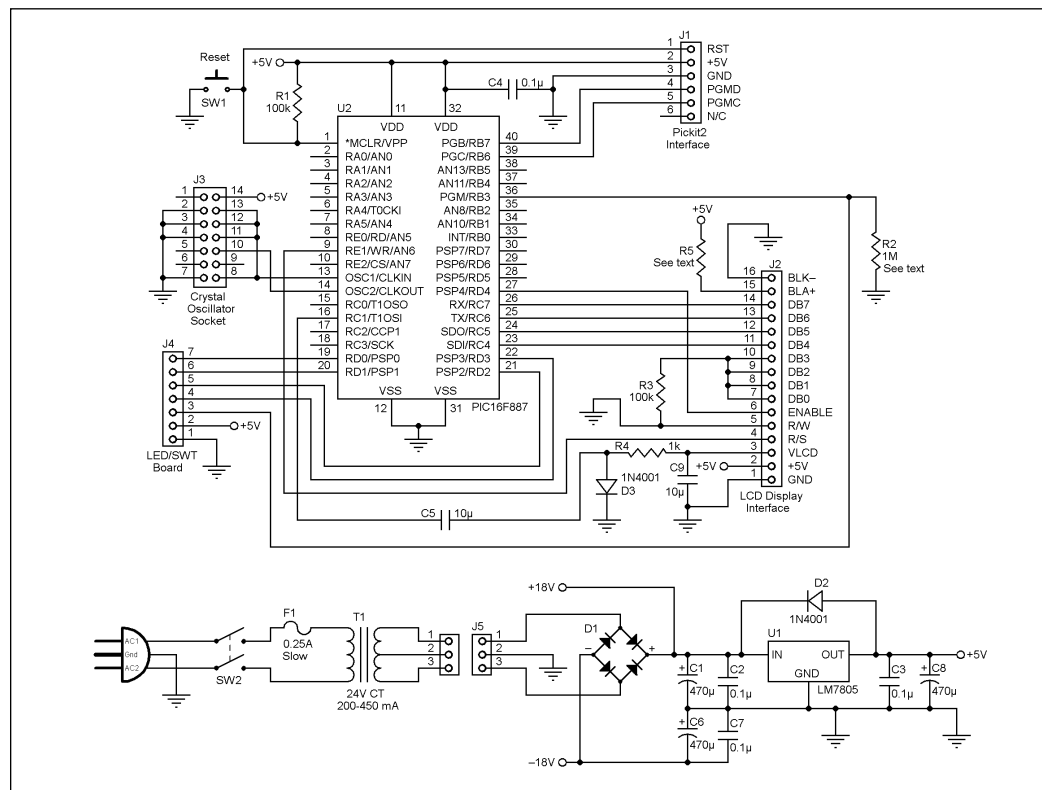 Reset
SW1
+5V
R1
100k
C4
0.1µ
J1
1 RST
2 +5V
3 GND
4 PGMD
5 PGMC
6 N/C
Pickit2
Interface
U2
11
32
VDD
VDD
1 *MCLR/VPP
2 RA0/AN0
3 RA1/AN1
4 RA2/AN2
5 RA3/AN3
6 RA4/T0CKI
7 RA5/AN4
8 RE0/RD/AN5
9 RE1/WR/AN6
10 RE2/CS/AN7
13 OSC1/CLKIN
14 OSC2/CLKOUT
15 RC0/T1OSO
16 RC1/T1OSI
17 RC2/CCP1
18 RC3/SCK
19 RD0/PSP0
20 RD1/PSP1
PGB/RB7 40
PGC/RB6 39
AN13/RB5 38
AN11/RB4 37
PGM/RB3 36
AN8/RB2 35
AN10/RB1 34
INT/RB0 33
PSP7/RD7 30
PSP6/RD6 29
PSP5/RD5 28
PSP4/RD4 27
RX/RC7 26
TX/RC6 25
SDO/RC5 24
SDI/RC4 23
PSP3/RD3 22
PSP2/RD2 21
VSS
VSS
12
31
PIC16F887
J3
1 14
+5V
2 13
3 12
4 11
5 10
6 9
7 8
Crystal
Oscillator
Socket
J4
7
6
5
4
3
2
+5V
1
LED/SWT
Board
+5V
R5
See text
R2
1M
See text
J2
16 BLK–
15 BLA+
14 DB7
13 DB6
12 DB5
11 DB4
10 DB3
9 DB2
8 DB1
7 DB0
6 ENABLE
5 R/W
4 R/S
3 VLCD
2 +5V
1 GND
LCD Display
Interface
R3
100k
R4
1k
+5V
1N4001
D3
C9
10µ
C5
10µ
AC1
Gnd
AC2
SW2
F1
0.25A
Slow
T1
24V CT
200-450 mA
1
2
3
J5
1
2
3
+18V
D1
–
+
–18V
+
C1
470µ
C2
0.1µ
+
C6
470µ
C7
0.1µ
D2
1N4001
U1
IN
OUT
GND
LM7805
C3
0.1µ
+
C8
470µ
+5V